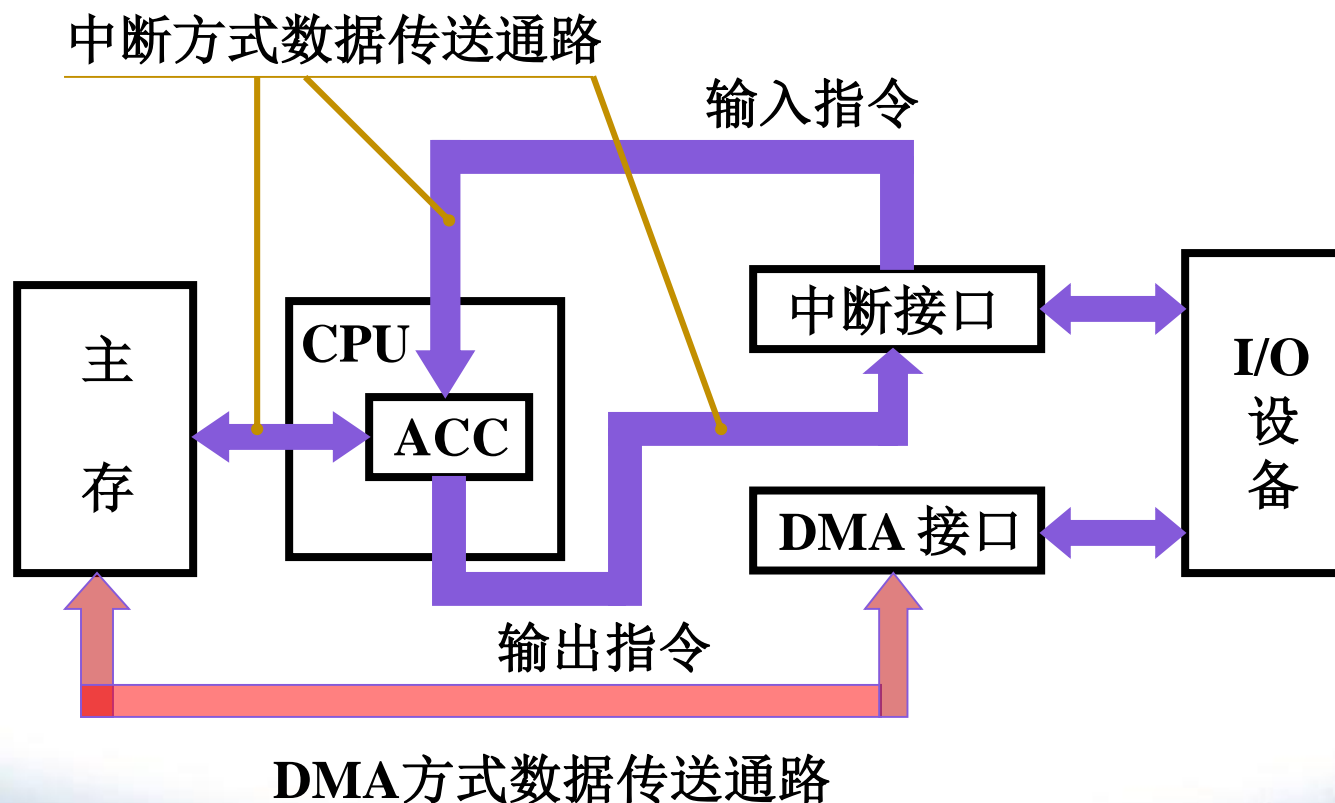 中断方式数据传送通路
输入指令
主
存
CPU
ACC
中断接口
DMA 接口
I/O
设
备
输出指令
DMA方式数据传送通路